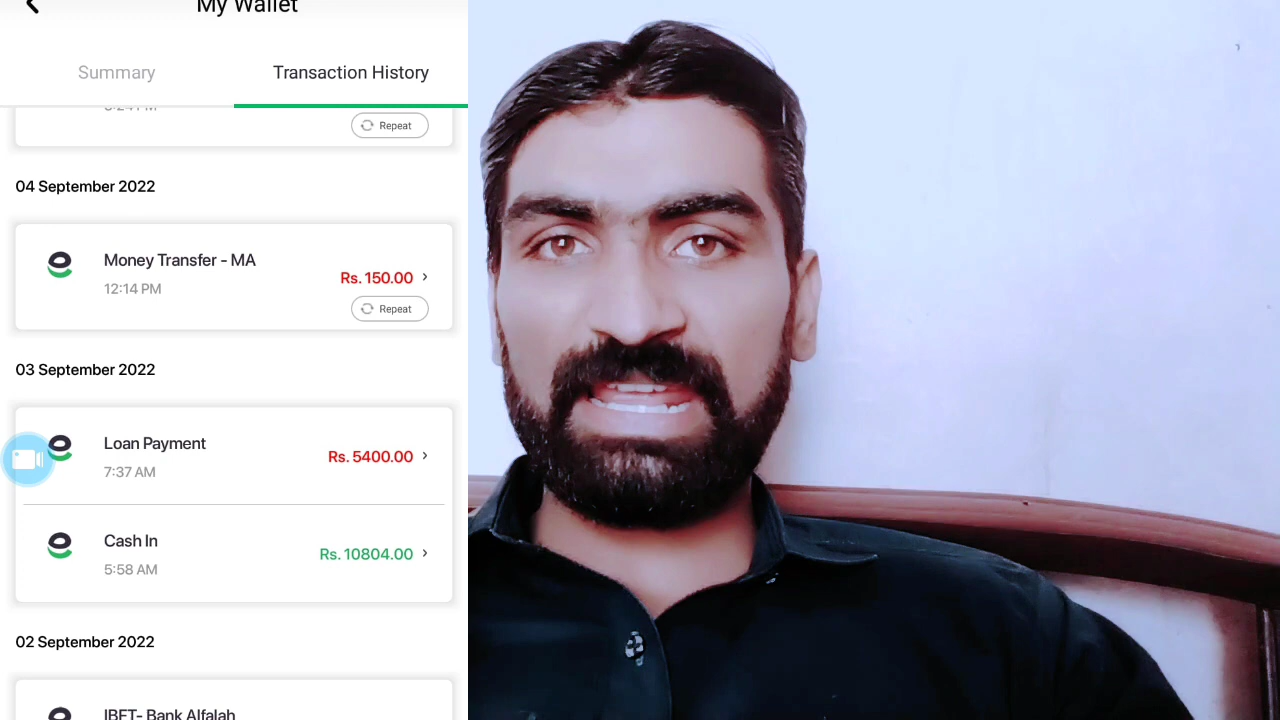 My Wallet
Summary
Transaction History
Repeat
04 September 2022
Money Transfer - MA
12:14 PM
Rs. 150.00
Repeat
03 September 2022
Loan Payment
7:37 AM
Rs. 5400.00
Cash In
5:58 AM
Rs. 10804.00
02 September 2022
IBFT- Bank Alfalah